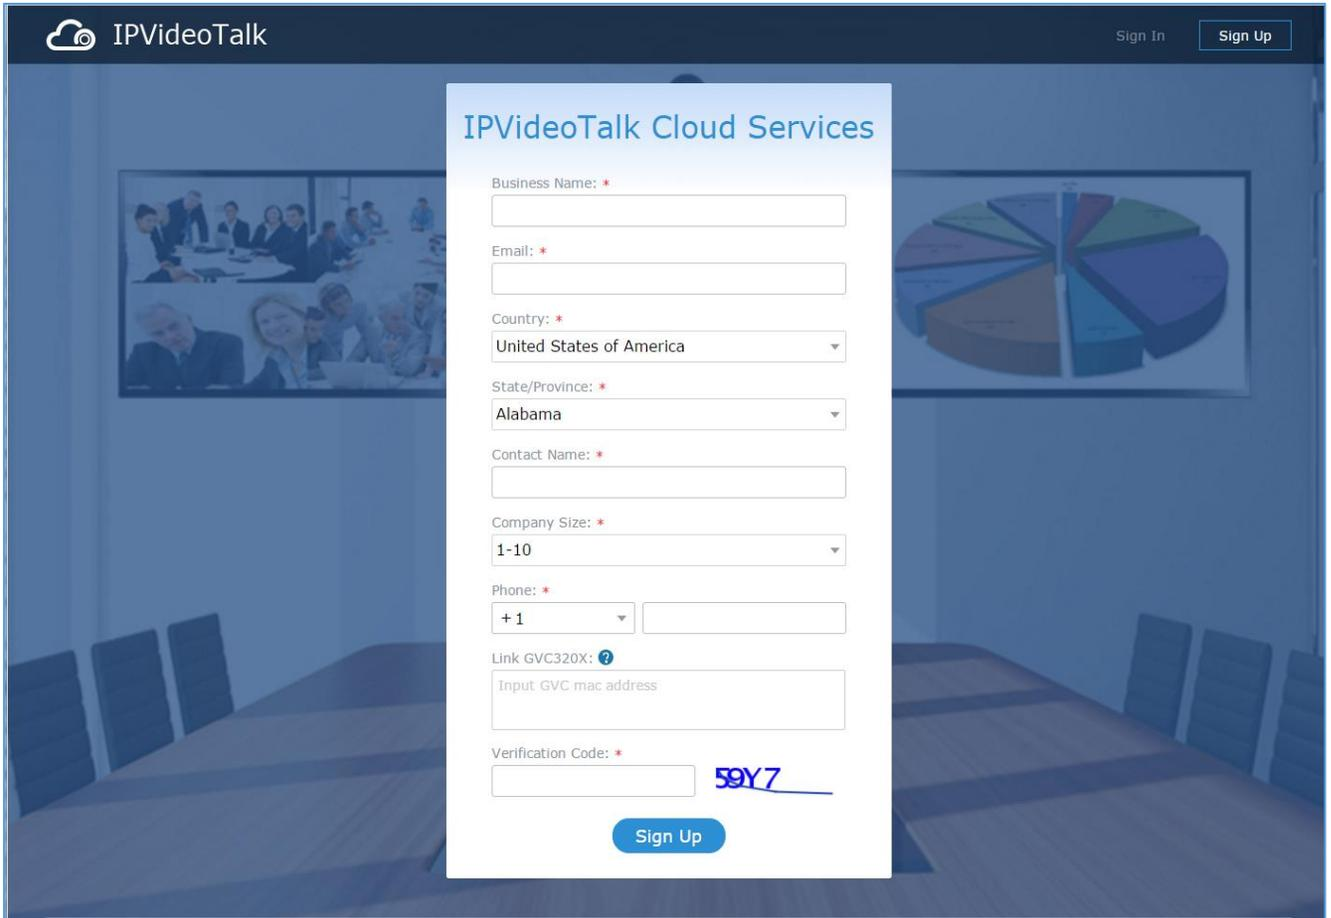 IPVideoTalk
Sign In
Sign Up
IPVideoTalk Cloud Services
Business Name: *
Email: *
Country: *
United States of America
State/Province: *
Alabama
Contact Name: *
Company Size: *
1-10
Phone: *
+1
Link GVC320X: ?
Input GVC mac address
Verification Code: *
59Y7
Sign Up